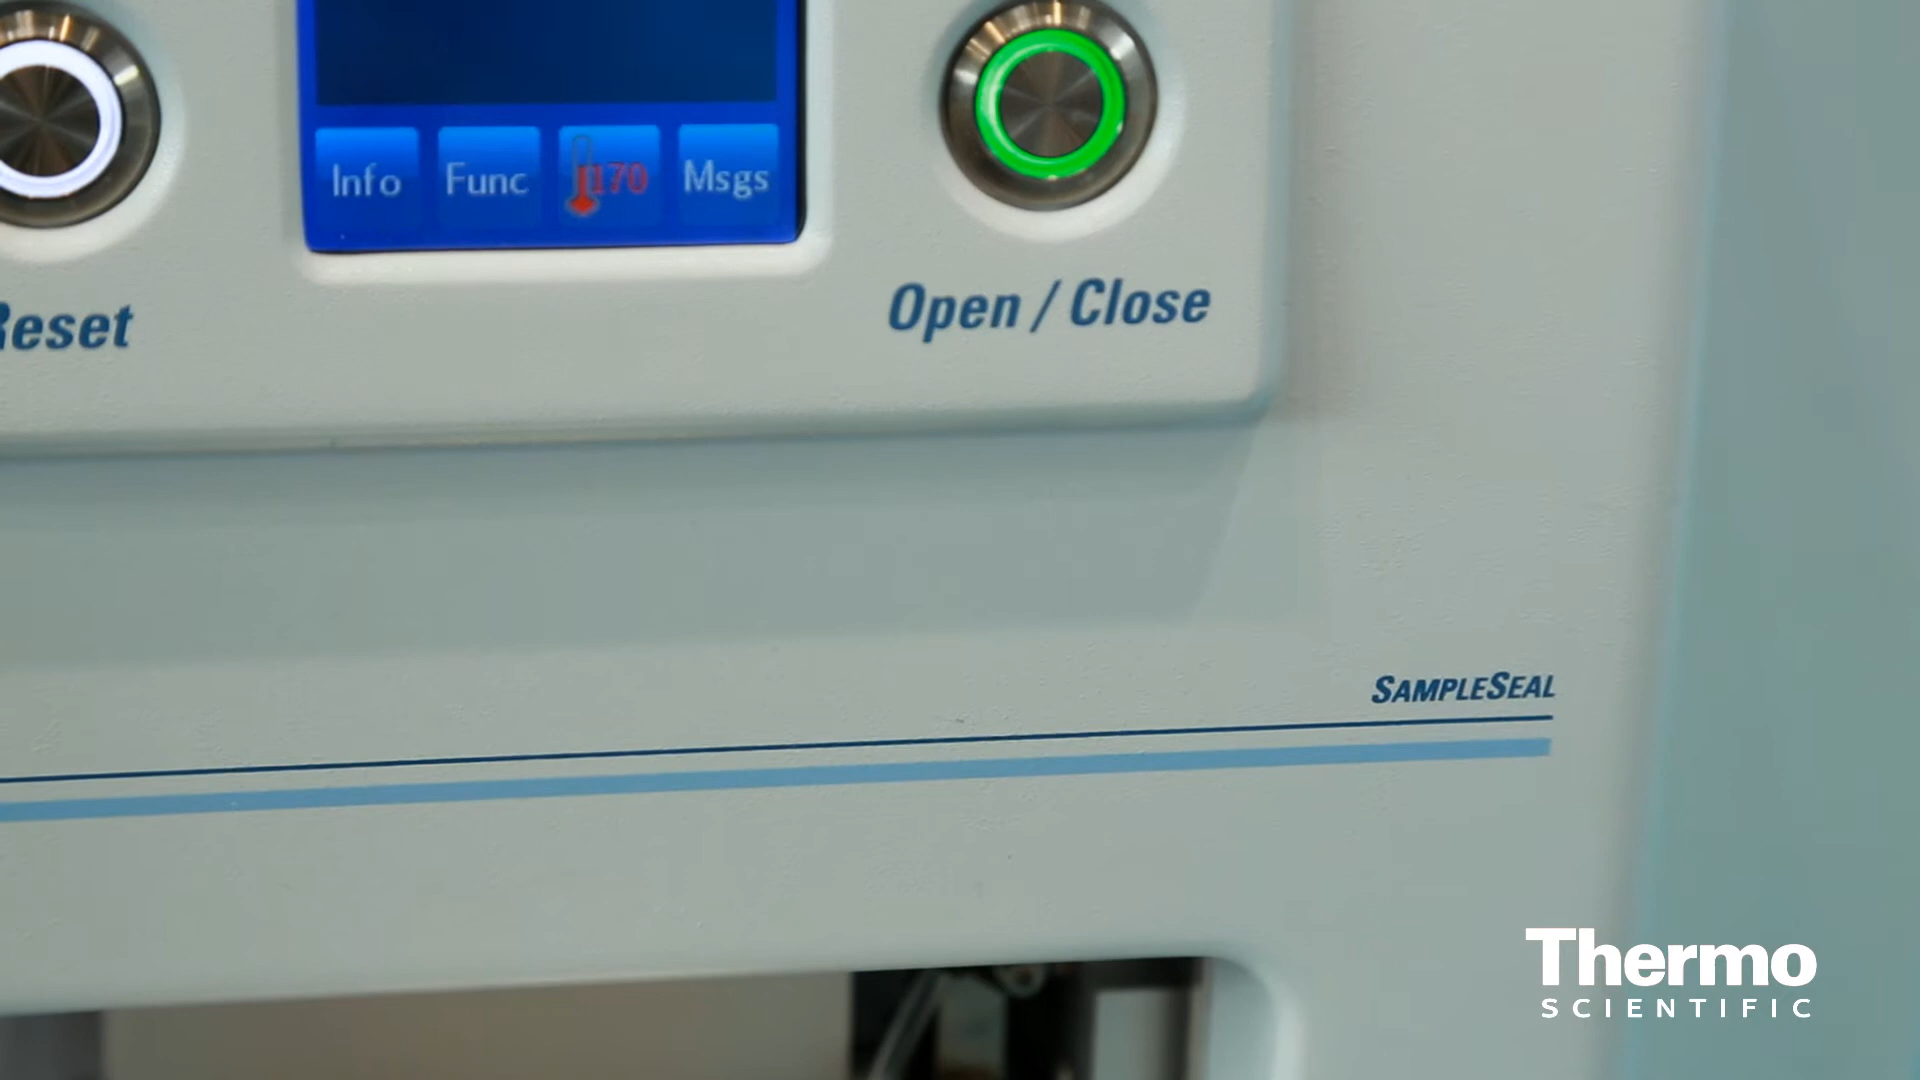 Info Func 170 Msgs
Reset
Open / Close
SAMPLESEAL
Thermo
SCIENTIFIC